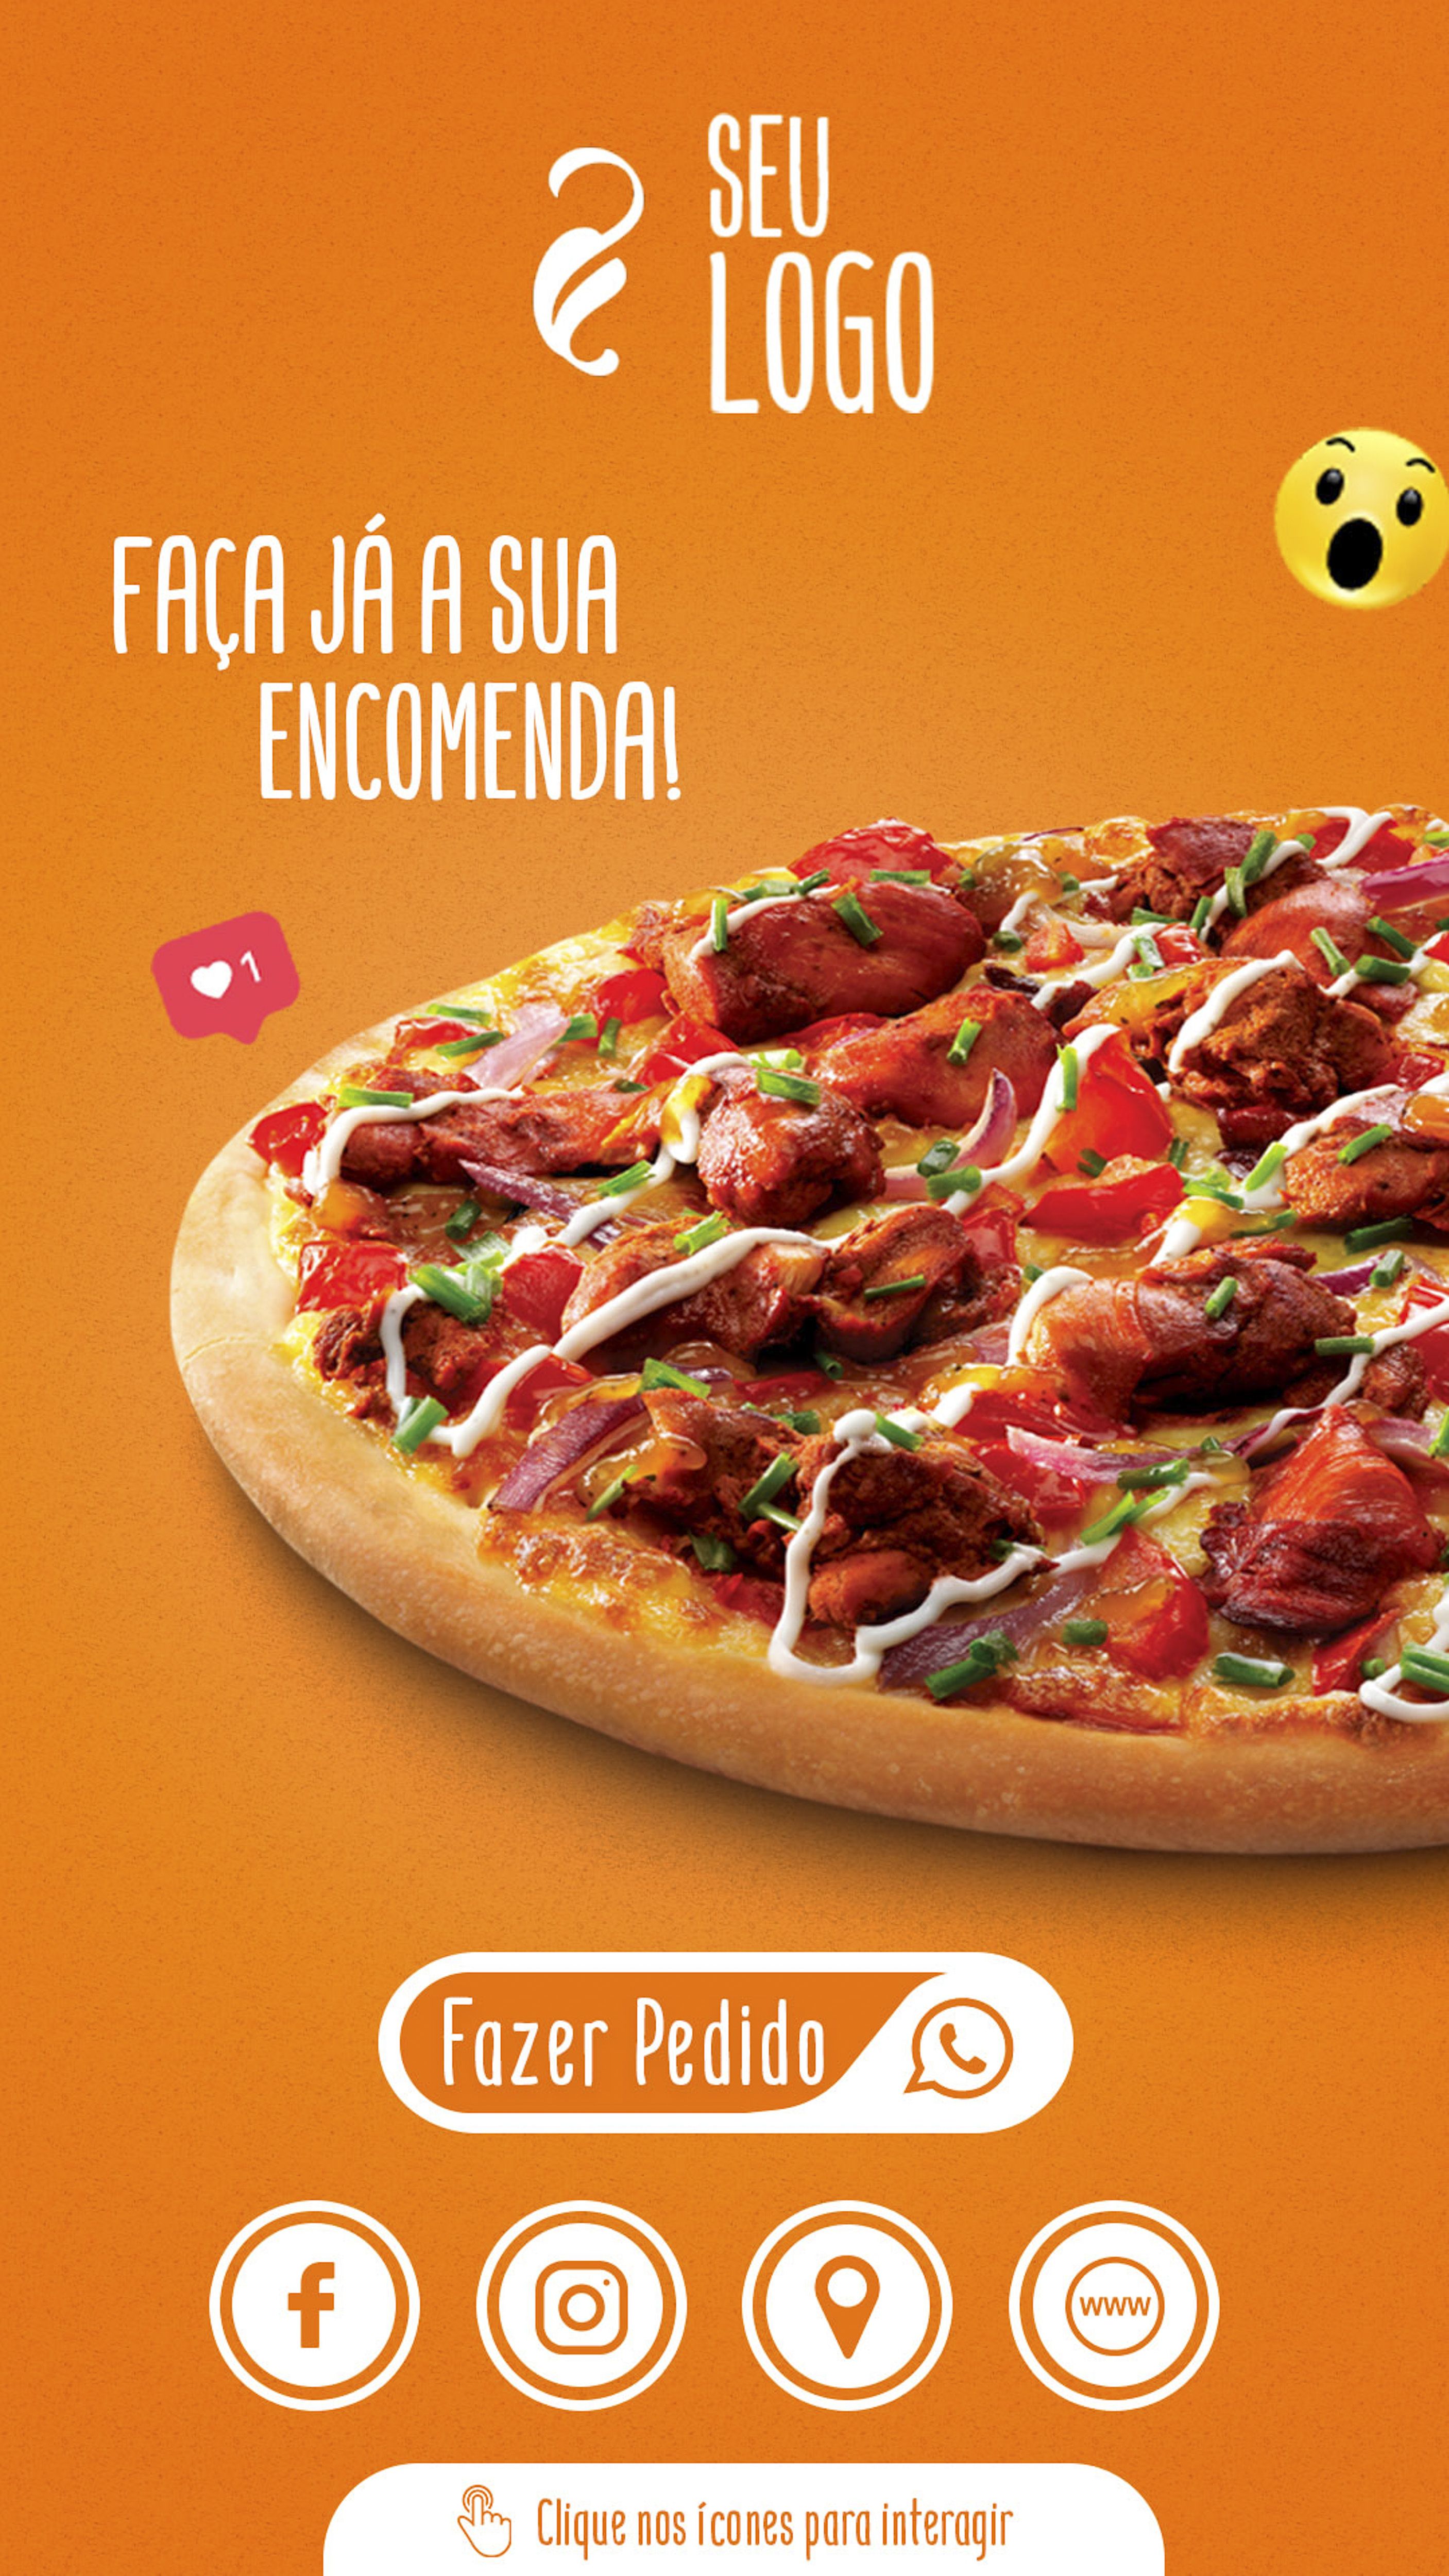 SEU
LOGO
FAÇA JÁ A SUA
ENCOMENDA!
1
Fazer Pedido
www
Clique nos ícones para interagir